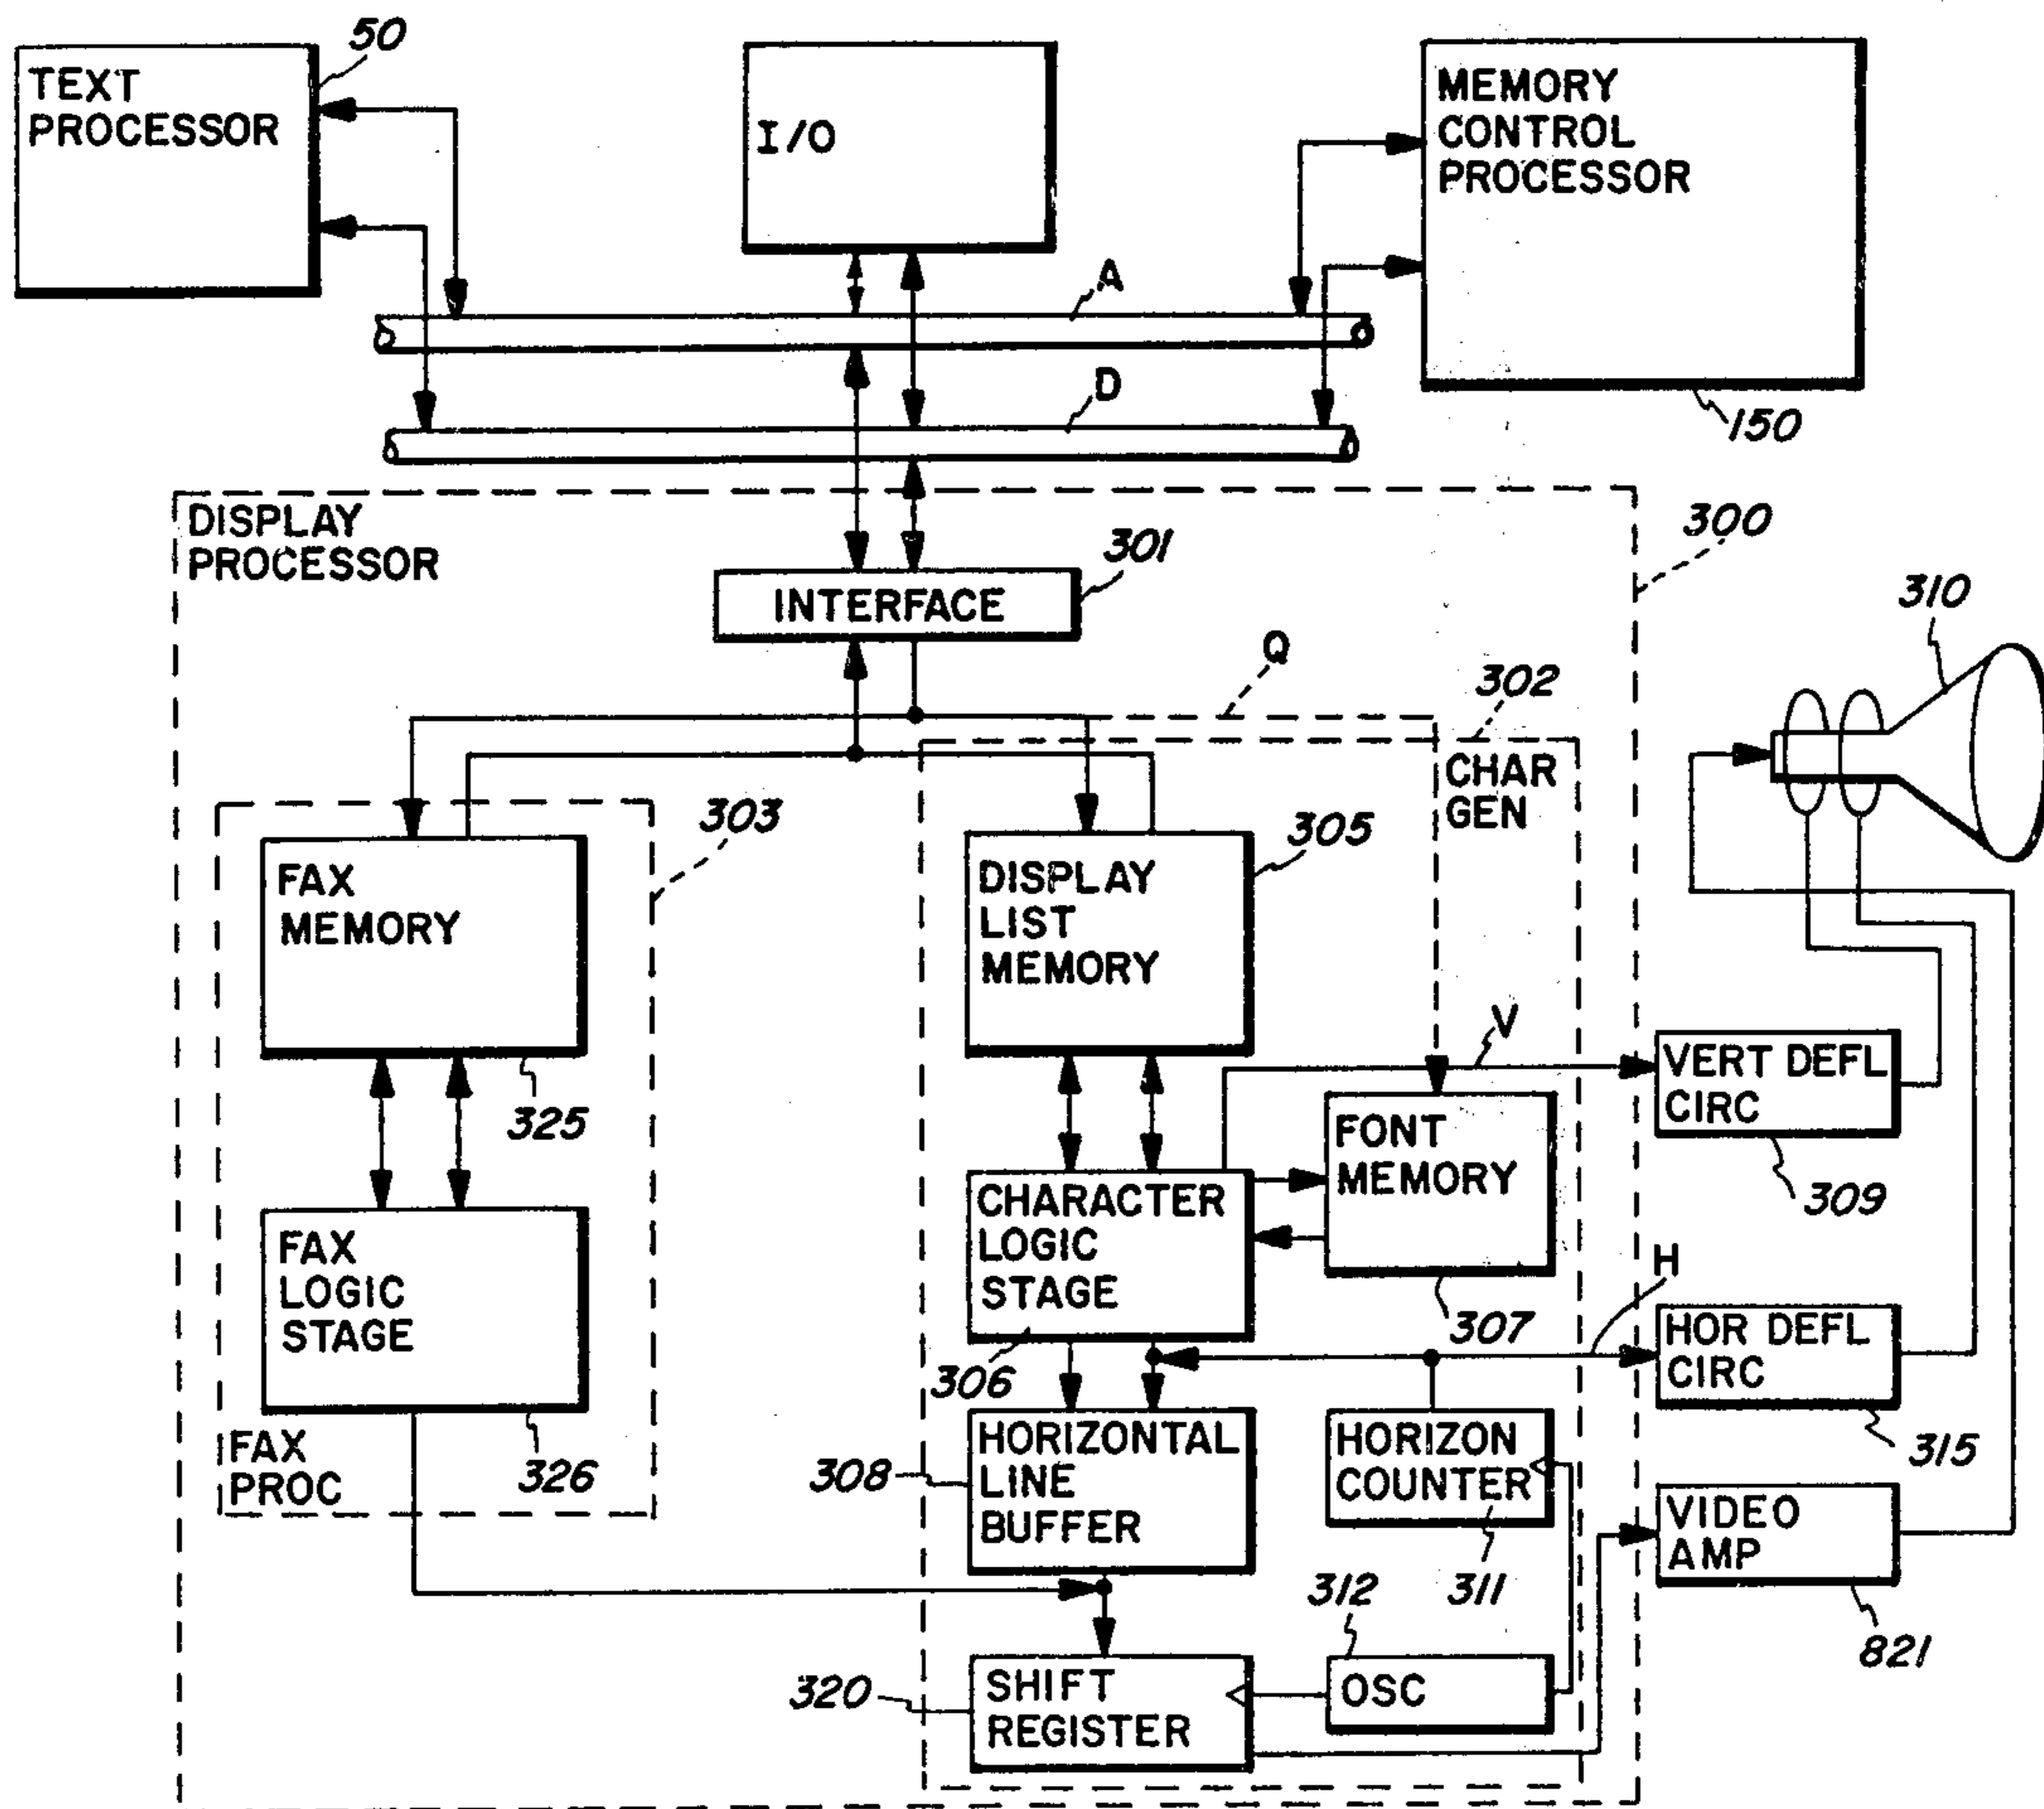 50
TEXT
PROCESSOR
I/O
MEMORY
CONTROL
PROCESSOR
A
D
150
DISPLAY
PROCESSOR
300
301
INTERFACE
310
Q
302
CHAR
GEN
303
305
FAX
MEMORY
DISPLAY
LIST
MEMORY
V
VERT DEFL
CIRC
325
FONT
MEMORY
309
CHARACTER
LOGIC
STAGE
FAX
LOGIC
STAGE
H
307
HOR DEFL
CIRC
306
FAX
PROC
326
308
HORIZONTAL
LINE
BUFFER
HORIZON
COUNTER
315
VIDEO
AMP
312
311
821
320
SHIFT
REGISTER
OSC